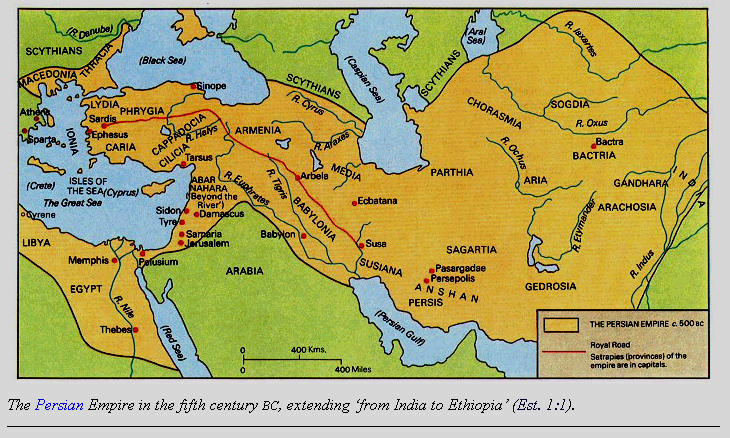 (R. Danube)
SCYTHIANS
(Black Sea)
(Aral
Sea)
R. Iaxartes
MACEDONIA
THRACIA
Sinope
SCYTHIANS
(Caspian Sea)
SCYTHIANS
Athens
LYDIA
PHRYGIA
Sardis
(R. Cyrus)
CHORASMIA
SOGDIA
Sparta
IONIA
Ephesus
CAPPADOCIA
R. Halys
ARMENIA
R. Oxus
CARIA
CILICIA
R. Araxes
R. Ochus
Bactra
BACTRIA
Tarsus
MEDIA
PARTHIA
(Crete)
ISLES OF
THE SEA
(Cyprus)
ABAR
NAHARA
('Beyond the
River')
R. Euphrates
R. Tigris
Arbela
ARIA
GANDHARA
INDIA
The Great Sea
Ecbatana
ARACHOSIA
Cyrene
Sidon
Damascus
BABYLONIA
R. Etymander
Tyre
Samaria
Jerusalem
Babylon
Susa
LIBYA
SAGARTIA
R. Indus
Memphis
Pelusium
ARABIA
SUSIANA
Pasargadae
Persepolis
EGYPT
ANSHAN
PERSIS
GEDROSIA
R. Nile
Thebes
(Red Sea)
(Persian Gulf)
THE PERSIAN EMPIRE c. 500 BC
Royal Road
Satrapies (provinces) of the
empire are in capitals.
0 400 Kms.
0 400 Miles
The Persian Empire in the fifth century BC, extending ‘from India to Ethiopia’ (Est. 1:1).